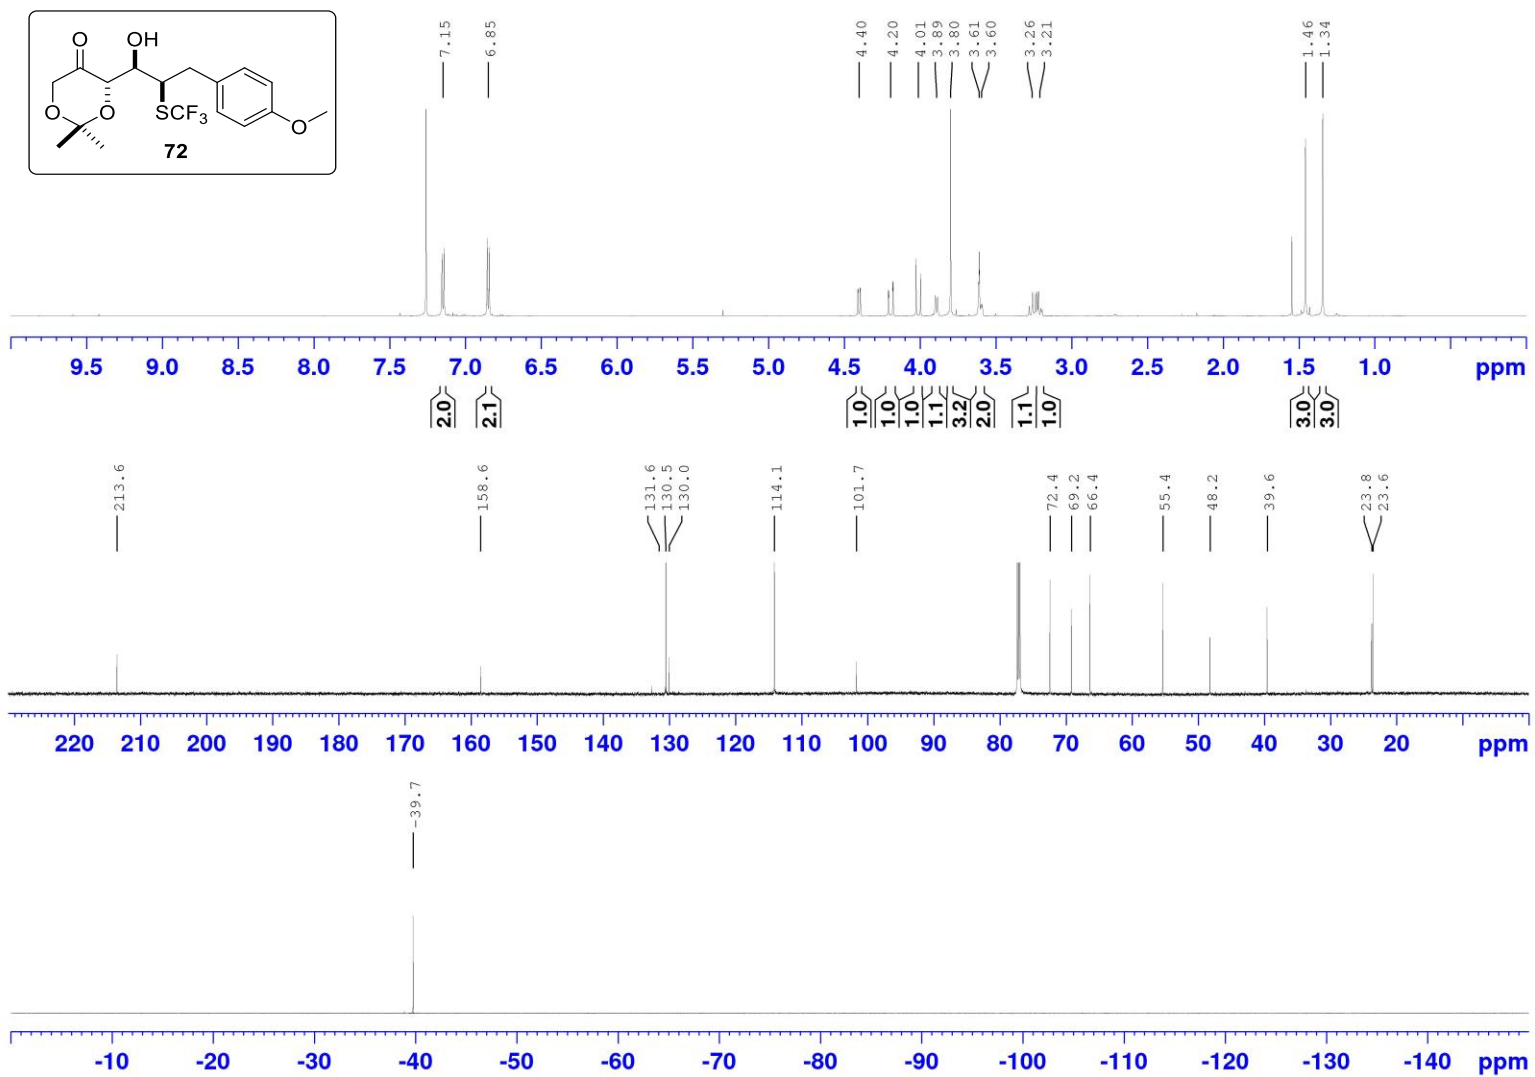 O OH
O O SCF3 O
72
7.15 6.85 4.40 4.20 4.01 3.89 3.80 3.61 3.60 3.26 3.21 1.46 1.34
9.5 9.0 8.5 8.0 7.5 7.0 6.5 6.0 5.5 5.0 4.5 4.0 3.5 3.0 2.5 2.0 1.5 1.0 ppm
2.0 2.1 1.0 1.0 1.0 1.1 3.2 2.0 1.1 1.0 3.0 3.0
213.6 158.6 131.6 130.5 130.0 114.1 101.7 72.4 69.2 66.4 55.4 48.2 39.6 23.8 23.6
220 210 200 190 180 170 160 150 140 130 120 110 100 90 80 70 60 50 40 30 20 ppm
-39.7
-10 -20 -30 -40 -50 -60 -70 -80 -90 -100 -110 -120 -130 -140 ppm